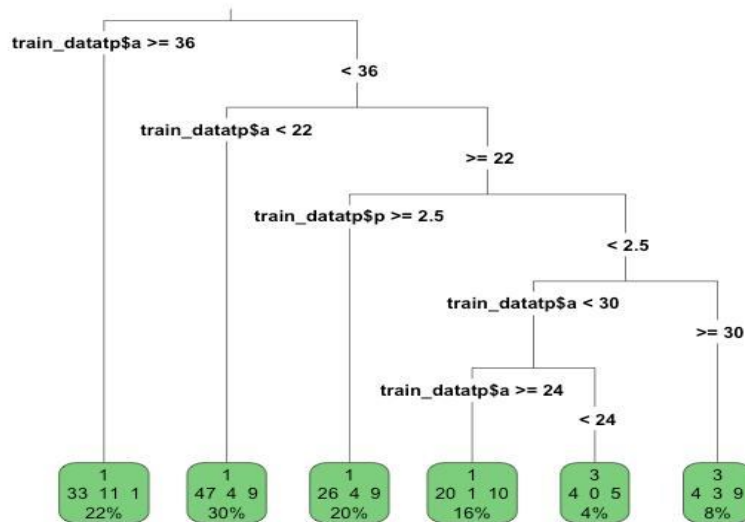 train_datatp$a >= 36
< 36
train_datatp$a < 22
>= 22
train_datatp$p >= 2.5
< 2.5
train_datatp$a < 30
>= 30
train_datatp$a >= 24
< 24
1
33 11 1
22%
1
47 4 9
30%
1
26 4 9
20%
1
20 1 10
16%
3
4 0 5
4%
3
4 3 9
8%